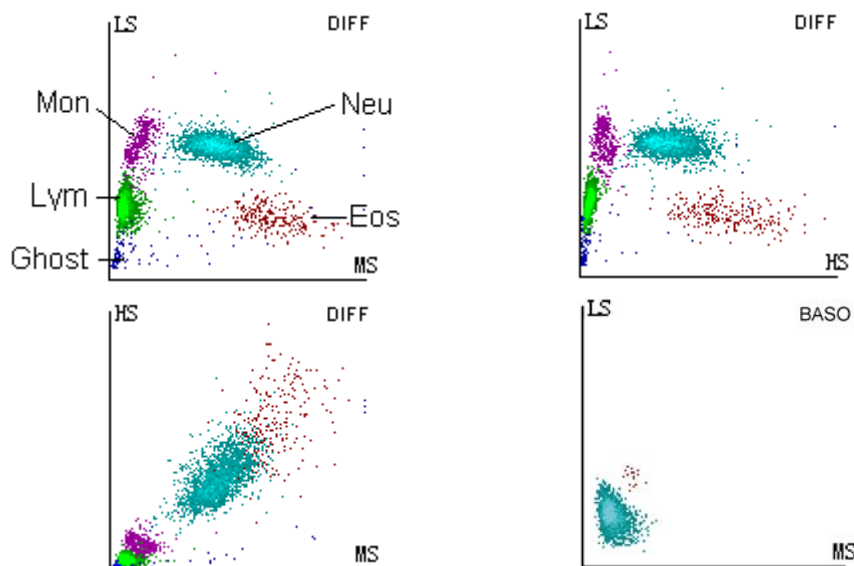 LS DIFF
Mon
Neu
Lym
Eos
Ghost
MS
LS DIFF
HS
HS DIFF
MS
LS BASO
MS